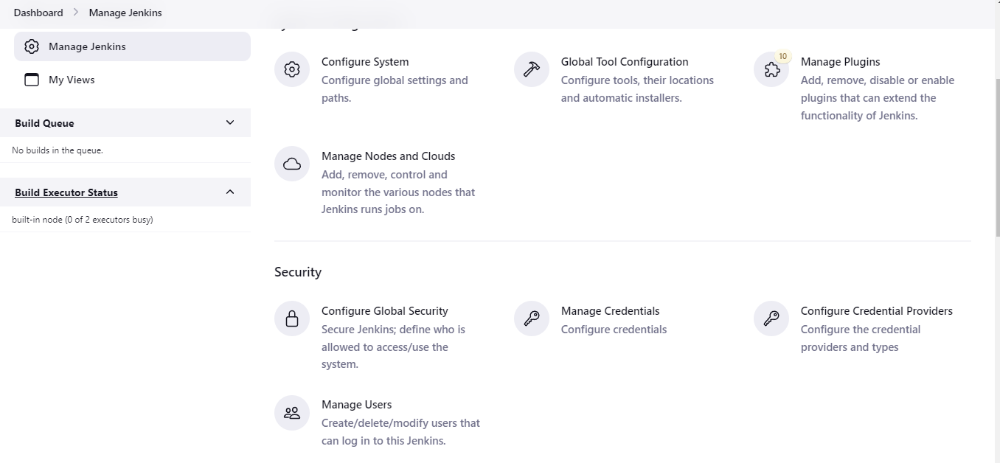 Dashboard > Manage Jenkins
Manage Jenkins
My Views
Build Queue
No builds in the queue.
Build Executor Status
built-in node (0 of 2 executors busy)
Configure System
Configure global settings and
paths.
Global Tool Configuration
Configure tools, their locations
and automatic installers.
10
Manage Plugins
Add, remove, disable or enable
plugins that can extend the
functionality of Jenkins.
Manage Nodes and Clouds
Add, remove, control and
monitor the various nodes that
Jenkins runs jobs on.
Security
Configure Global Security
Secure Jenkins; define who is
allowed to access/use the
system.
Manage Credentials
Configure credentials
Configure Credential Providers
Configure the credential
providers and types
Manage Users
Create/delete/modify users that
can log in to this Jenkins.